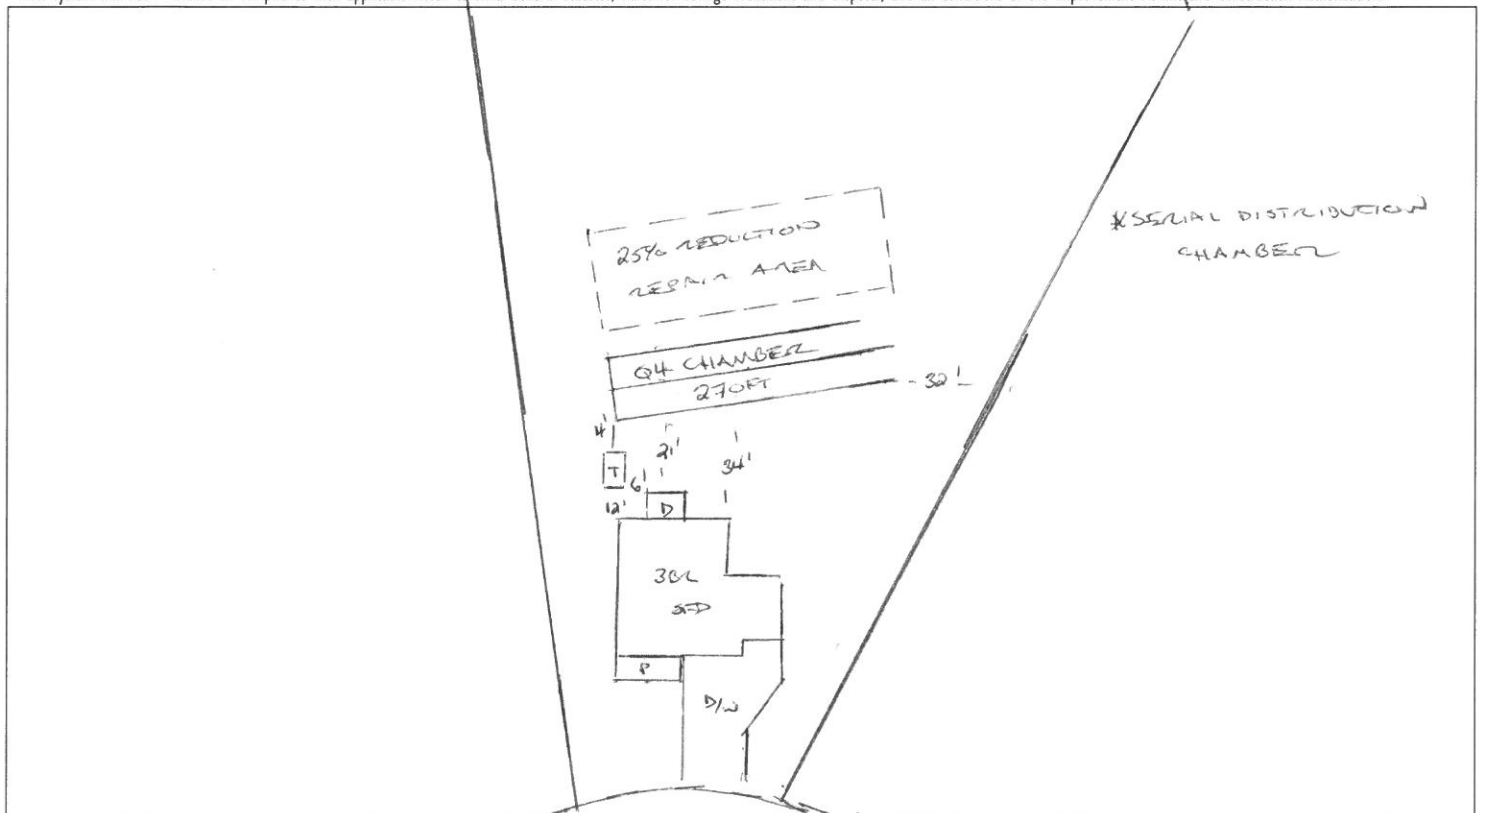 *SERIAL DISTRIBUTION
CHAMBER
25% REDUCTION
REPAIR AREA
Q4 CHAMBER
270FT
32'
4'
21'
34'
T
6'
12'
D
3BR
SFD
P
D/W